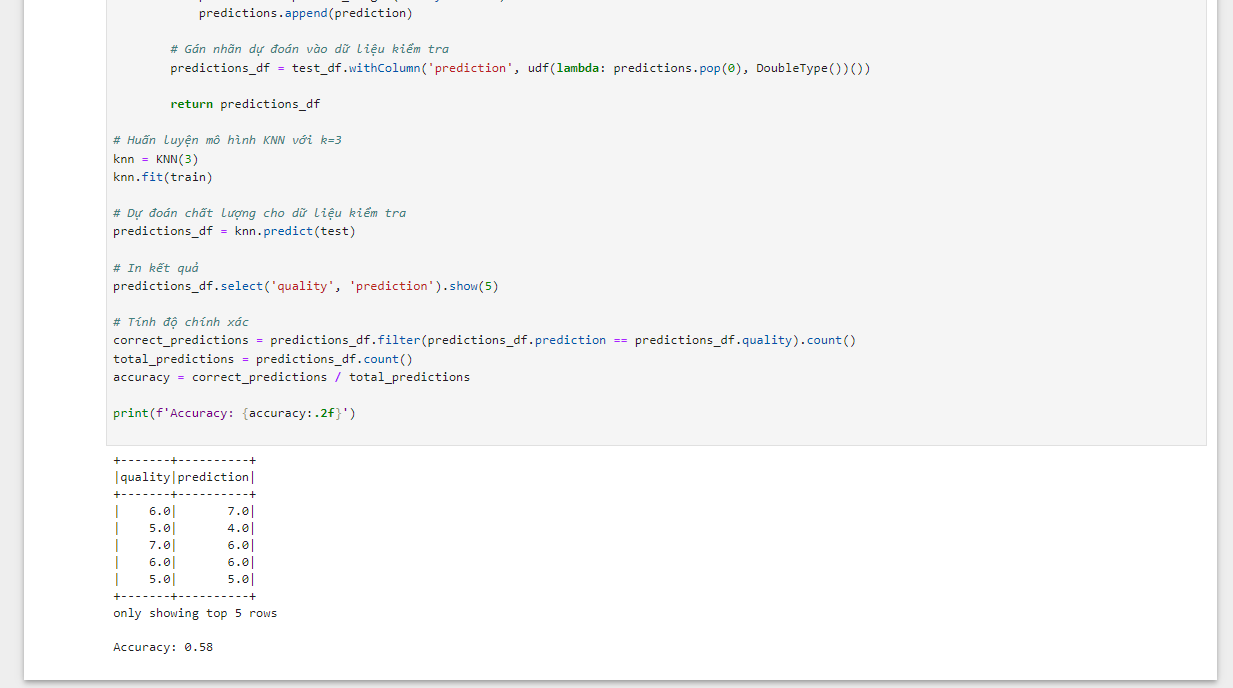 predictions.append(prediction)
# Gán nhãn dự đoán vào dữ liệu kiểm tra
predictions_df = test_df.withColumn('prediction', udf(lambda: predictions.pop(0), DoubleType())())
return predictions_df
# Huấn luyện mô hình KNN với k=3
knn = KNN(3)
knn.fit(train)
# Dự đoán chất lượng cho dữ liệu kiểm tra
predictions_df = knn.predict(test)
# In kết quả
predictions_df.select('quality', 'prediction').show(5)
# Tính độ chính xác
correct_predictions = predictions_df.filter(predictions_df.prediction == predictions_df.quality).count()
total_predictions = predictions_df.count()
accuracy = correct_predictions / total_predictions
print(f'Accuracy: {accuracy:.2f}')
+-------+----------+
|quality|prediction|
+-------+----------+
|    6.0|       7.0|
|    5.0|       4.0|
|    7.0|       6.0|
|    6.0|       6.0|
|    5.0|       5.0|
+-------+----------+
only showing top 5 rows
Accuracy: 0.58